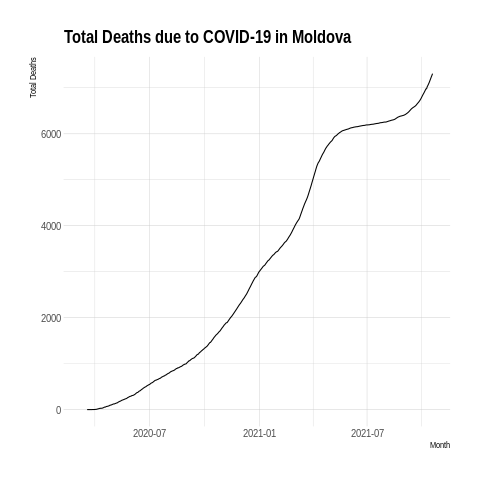 Total Deaths due to COVID-19 in Moldova
Total Deaths
6000
4000
2000
0
2020-07
2021-01
2021-07
Month